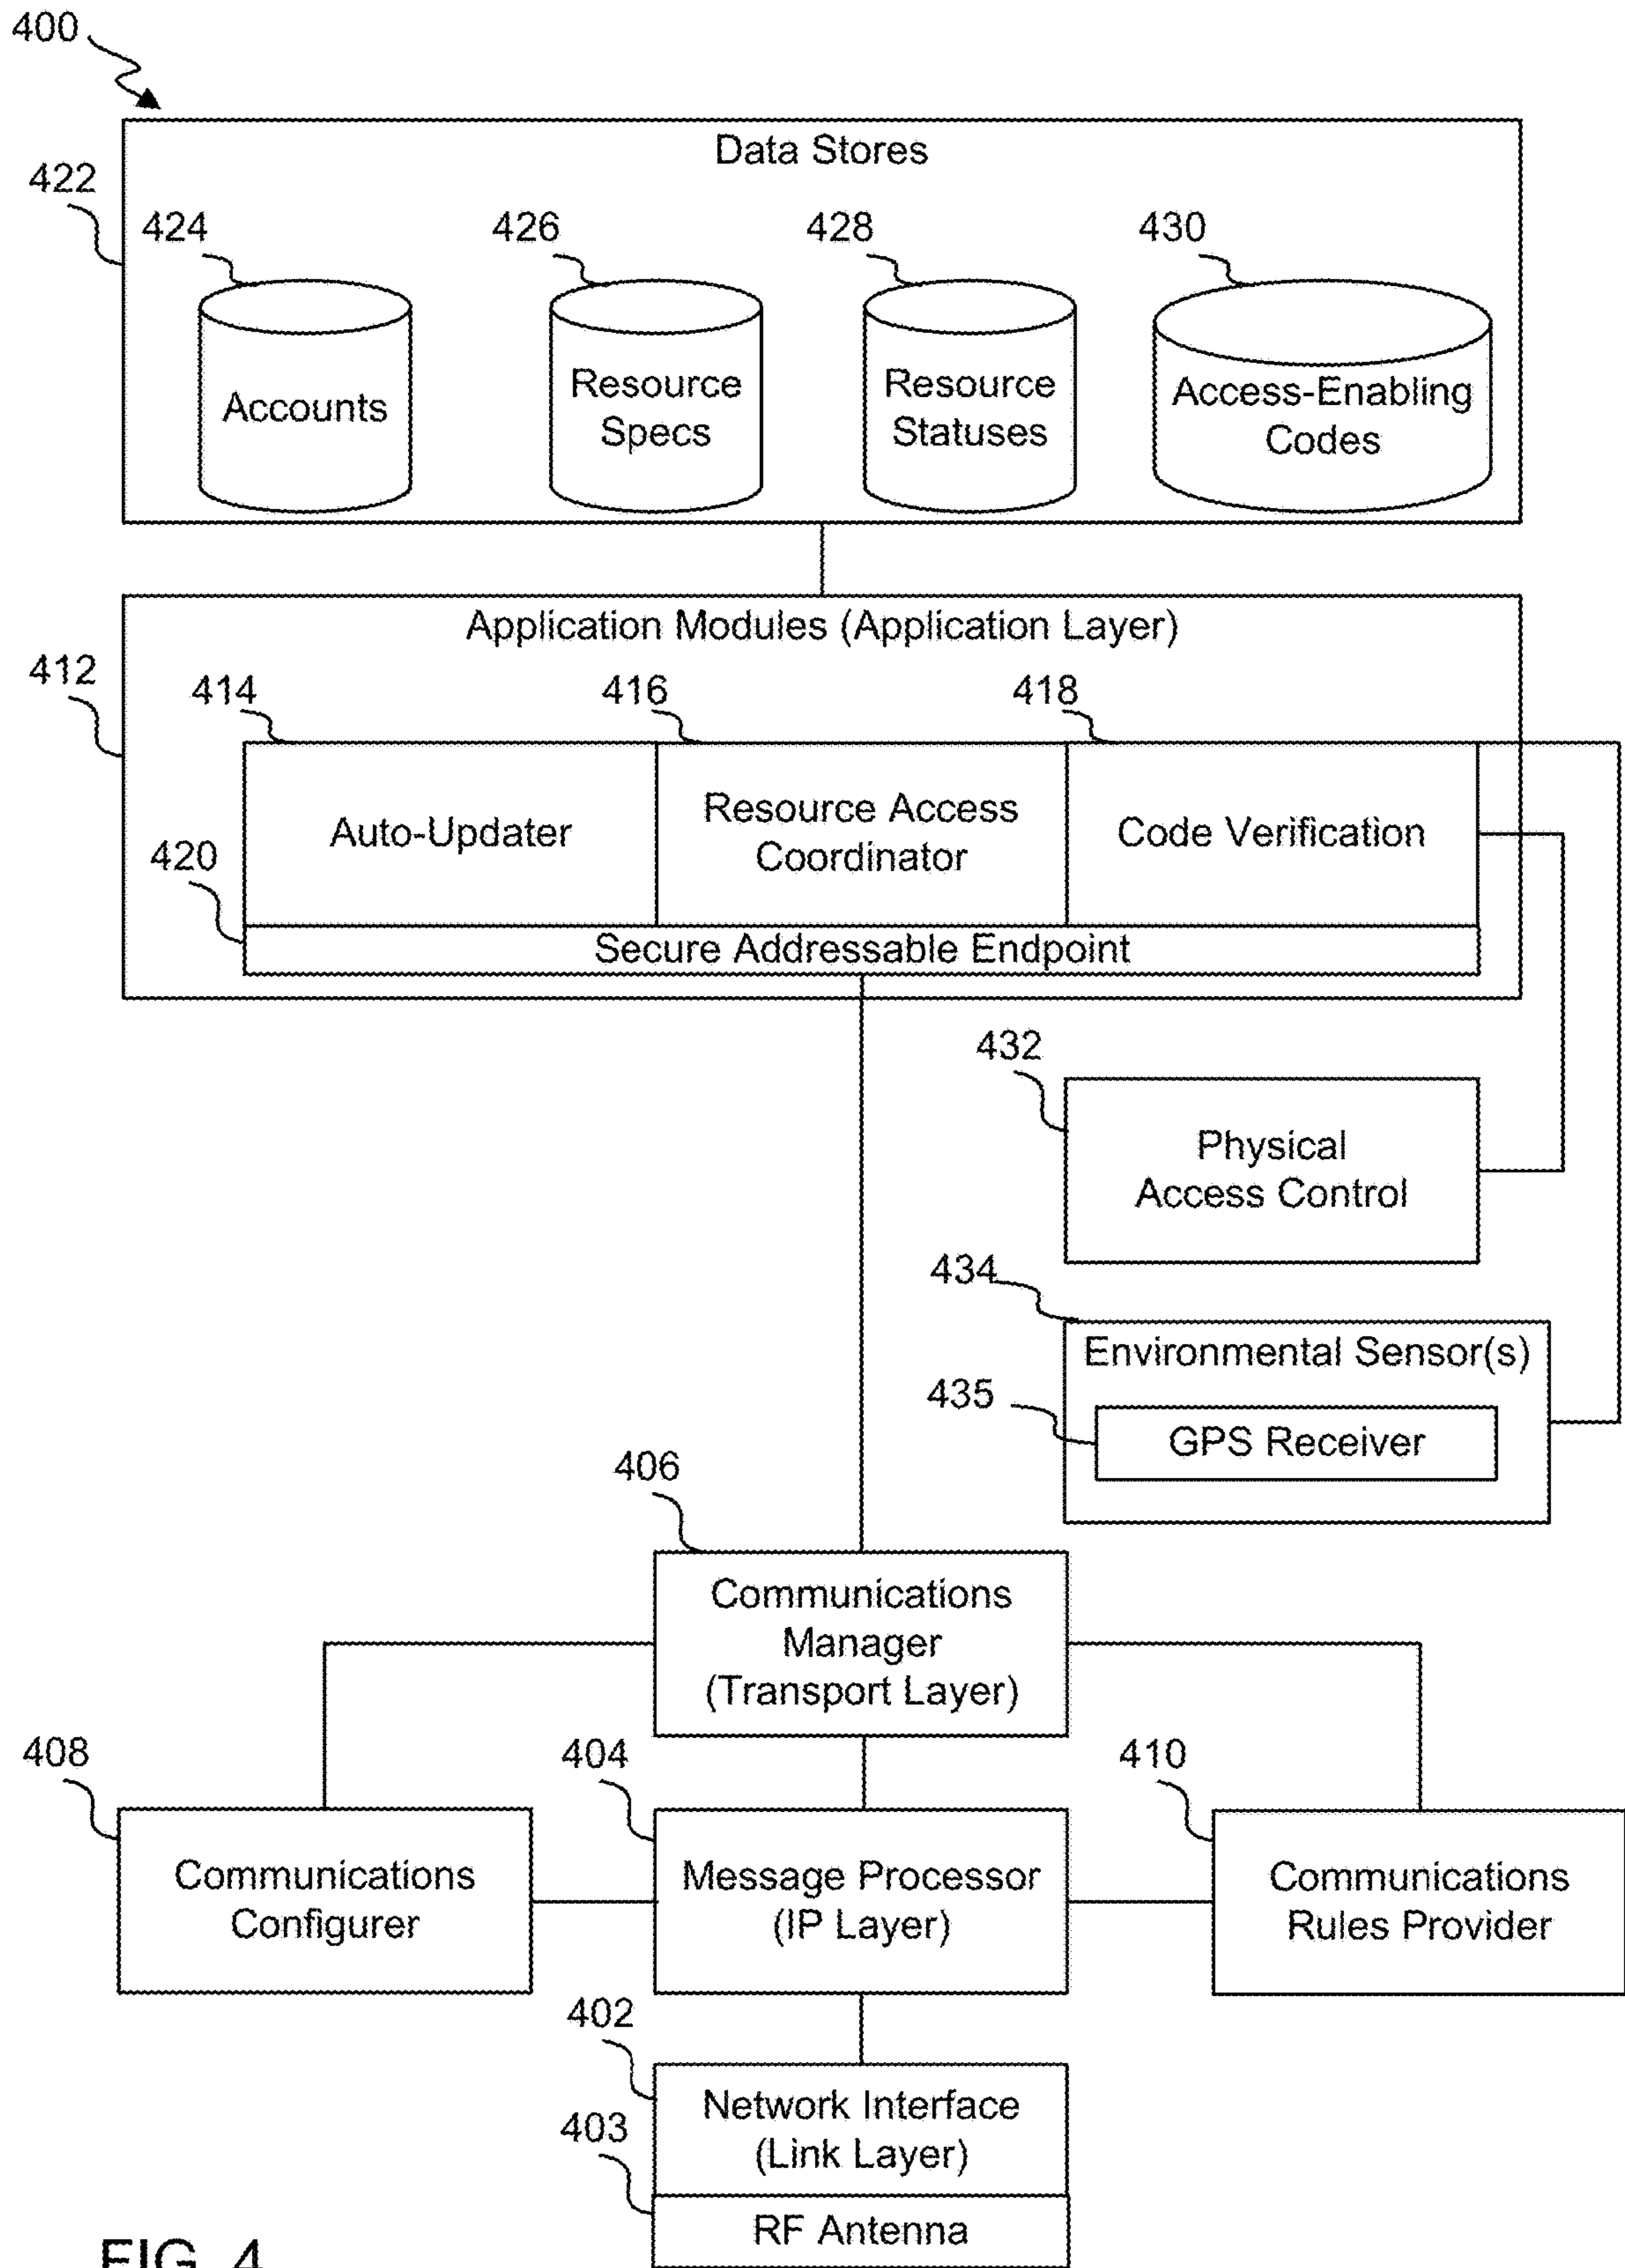 400
Data Stores
422
424
426
428
430
Accounts
Resource
Specs
Resource
Statuses
Access-Enabling
Codes
Application Modules (Application Layer)
412
414
416
418
Auto-Updater
Resource Access
Coordinator
Code Verification
420
Secure Addressable Endpoint
432
Physical
Access Control
434
Environmental Sensor(s)
435
GPS Receiver
406
Communications
Manager
(Transport Layer)
408
404
410
Communications
Configurer
Message Processor
(IP Layer)
Communications
Rules Provider
402
Network Interface
(Link Layer)
403
RF Antenna
FIG. 4